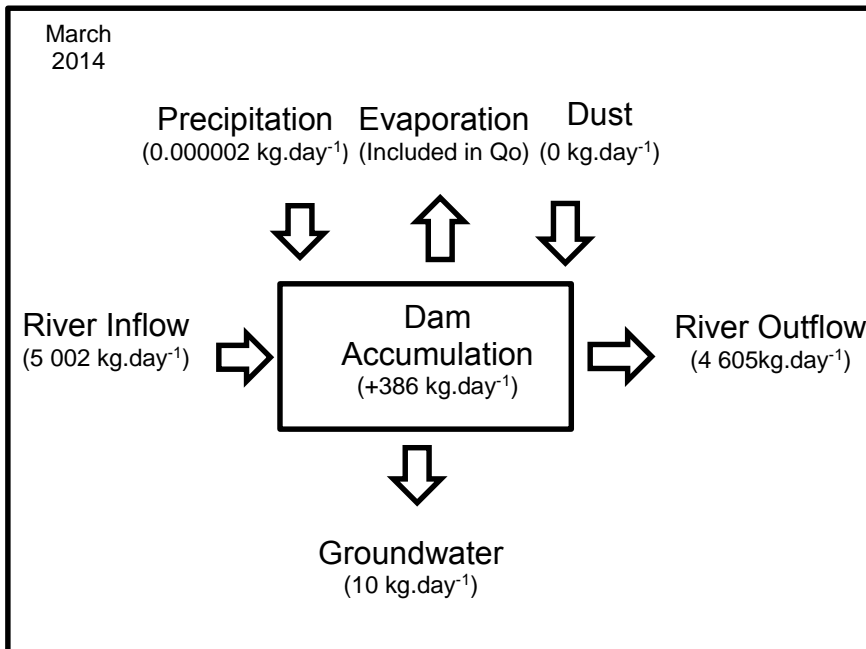 March
2014
Precipitation
(0.000002 kg.day⁻¹)
Evaporation
(Included in Qo)
Dust
(0 kg.day⁻¹)
River Inflow
(5 002 kg.day⁻¹)
Dam
Accumulation
(+386 kg.day⁻¹)
River Outflow
(4 605kg.day⁻¹)
Groundwater
(10 kg.day⁻¹)